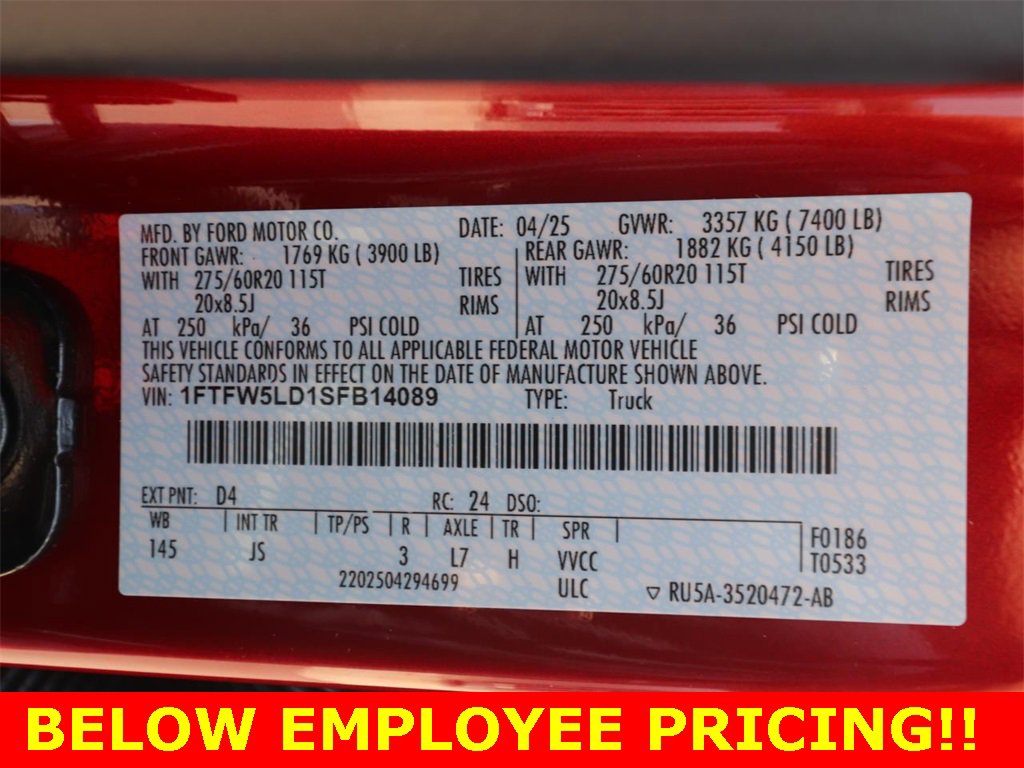 MFD. BY FORD MOTOR CO. DATE: 04/25 GVWR: 3357 KG ( 7400 LB)
FRONT GAWR: 1769 KG ( 3900 LB) REAR GAWR: 1882 KG ( 4150 LB)
WITH 275/60R20 115T TIRES WITH 275/60R20 115T TIRES
20x8.5J RIMS 20x8.5J RIMS
AT 250 kPa/ 36 PSI COLD AT 250 kPa/ 36 PSI COLD
THIS VEHICLE CONFORMS TO ALL APPLICABLE FEDERAL MOTOR VEHICLE
SAFETY STANDARDS IN EFFECT ON THE DATE OF MANUFACTURE SHOWN ABOVE.
VIN: 1FTFW5LD1SFB14089 TYPE: Truck
EXT PNT: D4 RC: 24 DSO:
WB INT TR TP/PS R AXLE TR SPR F0186
145 JS 3 L7 H VVCC T0533
2202504294699 ULC ▽ RU5A-3520472-AB
BELOW EMPLOYEE PRICING!!